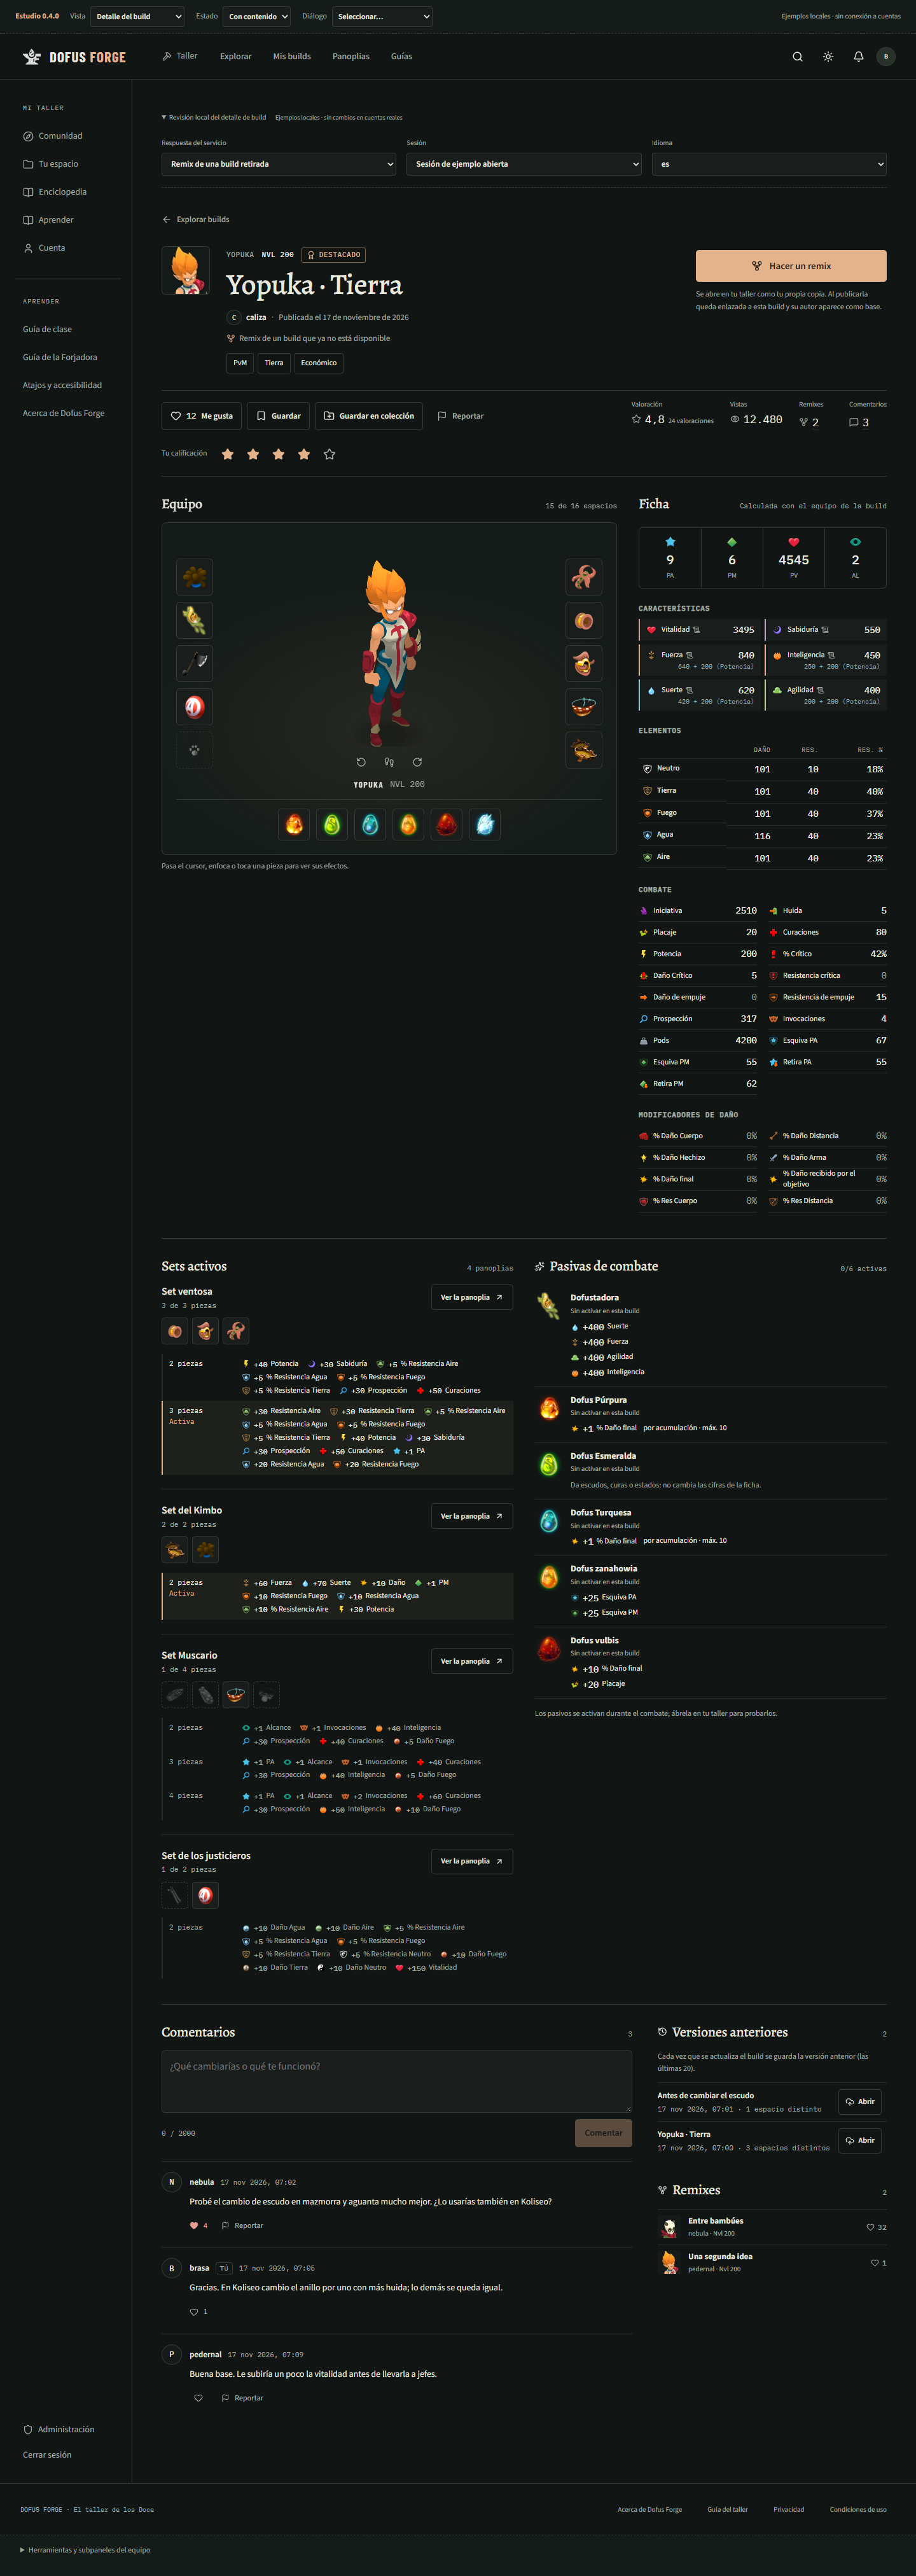 Estudio 0.4.0 Vista Detalle del build Estado Con contenido Diálogo Seleccionar... Ejemplos locales · sin conexión a cuentas
DOFUS FORGE Taller Explorar Mis builds Panoplias Guías B
MI TALLER
Comunidad
Tu espacio
Enciclopedia
Aprender
Cuenta
APRENDER
Guía de clase
Guía de la Forjadora
Atajos y accesibilidad
Acerca de Dofus Forge
Administración
Cerrar sesión
▼ Revisión local del detalle de build Ejemplos locales · sin cambios en cuentas reales
Respuesta del servicio Sesión Idioma
Remix de una build retirada Sesión de ejemplo abierta es
← Explorar builds
YOPUKA NVL 200 DESTACADO
Yopuka · Tierra
C caliza · Publicada el 17 de noviembre de 2026
Remix de un build que ya no está disponible
PvM Tierra Económico
Hacer un remix
Se abre en tu taller como tu propia copia. Al publicarla
queda enlazada a esta build y su autor aparece como base.
12 Me gusta Guardar Guardar en colección Reportar
Valoración Vistas Remixes Comentarios
4,8 24 valoraciones 12.480 2 3
Tu calificación
Equipo 15 de 16 espacios
YOPUKA NVL 200
Pasa el cursor, enfoca o toca una pieza para ver sus efectos.
Ficha Calculada con el equipo de la build
9 6 4545 2
PA PM PV AL
CARACTERÍSTICAS
Vitalidad 3495 Sabiduría 550
Fuerza 840 Inteligencia 450
640 + 200 (Potencia) 250 + 200 (Potencia)
Suerte 620 Agilidad 400
420 + 200 (Potencia) 200 + 200 (Potencia)
ELEMENTOS
DAÑO RES. RES. %
Neutro 101 10 18%
Tierra 101 40 40%
Fuego 101 40 37%
Agua 116 40 23%
Aire 101 40 23%
COMBATE
Iniciativa 2510 Huida 5
Placaje 20 Curaciones 80
Potencia 200 % Crítico 42%
Daño Crítico 5 Resistencia crítica 0
Daño de empuje 0 Resistencia de empuje 15
Prospección 317 Invocaciones 4
Pods 4200 Esquiva PA 67
Esquiva PM 55 Retira PA 55
Retira PM 62
MODIFICADORES DE DAÑO
% Daño Cuerpo 0% % Daño Distancia 0%
% Daño Hechizo 0% % Daño Arma 0%
% Daño final 0% % Daño recibido por el
objetivo 0%
% Res Cuerpo 0% % Res Distancia 0%
Sets activos 4 panoplias
Set ventosa Ver la panoplia
3 de 3 piezas
2 piezas +40 Potencia +30 Sabiduría +5 % Resistencia Aire
+5 % Resistencia Agua +5 % Resistencia Fuego
+5 % Resistencia Tierra +30 Prospección +50 Curaciones
3 piezas +30 Resistencia Aire +30 Resistencia Tierra +5 % Resistencia Aire
Activa +5 % Resistencia Agua +5 % Resistencia Fuego
+5 % Resistencia Tierra +40 Potencia +30 Sabiduría
+30 Prospección +50 Curaciones +1 PA
+20 Resistencia Agua +20 Resistencia Fuego
Set del Kimbo Ver la panoplia
2 de 2 piezas
2 piezas +60 Fuerza +70 Suerte +10 Daño +1 PM
Activa +10 Resistencia Fuego +10 Resistencia Agua
+10 % Resistencia Aire +30 Potencia
Set Muscario Ver la panoplia
1 de 4 piezas
2 piezas +1 Alcance +1 Invocaciones +40 Inteligencia
+30 Prospección +40 Curaciones +5 Daño Fuego
3 piezas +1 PA +1 Alcance +1 Invocaciones +40 Curaciones
+30 Prospección +40 Inteligencia +5 Daño Fuego
4 piezas +1 PA +1 Alcance +2 Invocaciones +60 Curaciones
+30 Prospección +50 Inteligencia +10 Daño Fuego
Set de los justicieros Ver la panoplia
1 de 2 piezas
2 piezas +10 Daño Agua +10 Daño Aire +5 % Resistencia Aire
+5 % Resistencia Agua +5 % Resistencia Fuego
+5 % Resistencia Tierra +5 % Resistencia Neutro +10 Daño Fuego
+10 Daño Tierra +10 Daño Neutro +150 Vitalidad
Pasivas de combate 0/6 activas
Dofustadora
Sin activar en esta build
+400 Suerte
+400 Fuerza
+400 Agilidad
+400 Inteligencia
Dofus Púrpura
Sin activar en esta build
+1 % Daño final por acumulación · máx. 10
Dofus Esmeralda
Sin activar en esta build
Da escudos, curas o estados: no cambia las cifras de la ficha.
Dofus Turquesa
Sin activar en esta build
+1 % Daño final por acumulación · máx. 10
Dofus zanahowia
Sin activar en esta build
+25 Esquiva PA
+25 Esquiva PM
Dofus vulbis
Sin activar en esta build
+10 % Daño final
+20 Placaje
Los pasivos se activan durante el combate; ábrela en tu taller para probarlos.
Comentarios 3
¿Qué cambiarías o qué te funcionó?
0 / 2000 Comentar
N nebula 17 nov 2026, 07:02
Probé el cambio de escudo en mazmorra y aguanta mucho mejor. ¿Lo usarías también en Koliseo?
4 Reportar
B brasa TÚ 17 nov 2026, 07:05
Gracias. En Koliseo cambio el anillo por uno con más huida; lo demás se queda igual.
1
P pedernal 17 nov 2026, 07:09
Buena base. Le subiría un poco la vitalidad antes de llevarla a jefes.
Reportar
Versiones anteriores 2
Cada vez que se actualiza el build se guarda la versión anterior (las
últimas 20).
Antes de cambiar el escudo Abrir
17 nov 2026, 07:01 · 1 espacio distinto
Yopuka · Tierra Abrir
17 nov 2026, 07:00 · 3 espacios distintos
Remixes 2
Entre bambúes 32
nebula · Nvl 200
Una segunda idea 1
pedernal · Nvl 200
DOFUS FORGE · El taller de los Doce Acerca de Dofus Forge Guía del taller Privacidad Condiciones de uso
▶ Herramientas y subpaneles del equipo